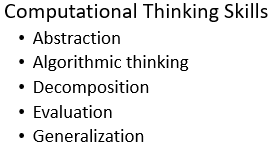 Computational Thinking Skills
• Abstraction
• Algorithmic thinking
• Decomposition
• Evaluation
• Generalization